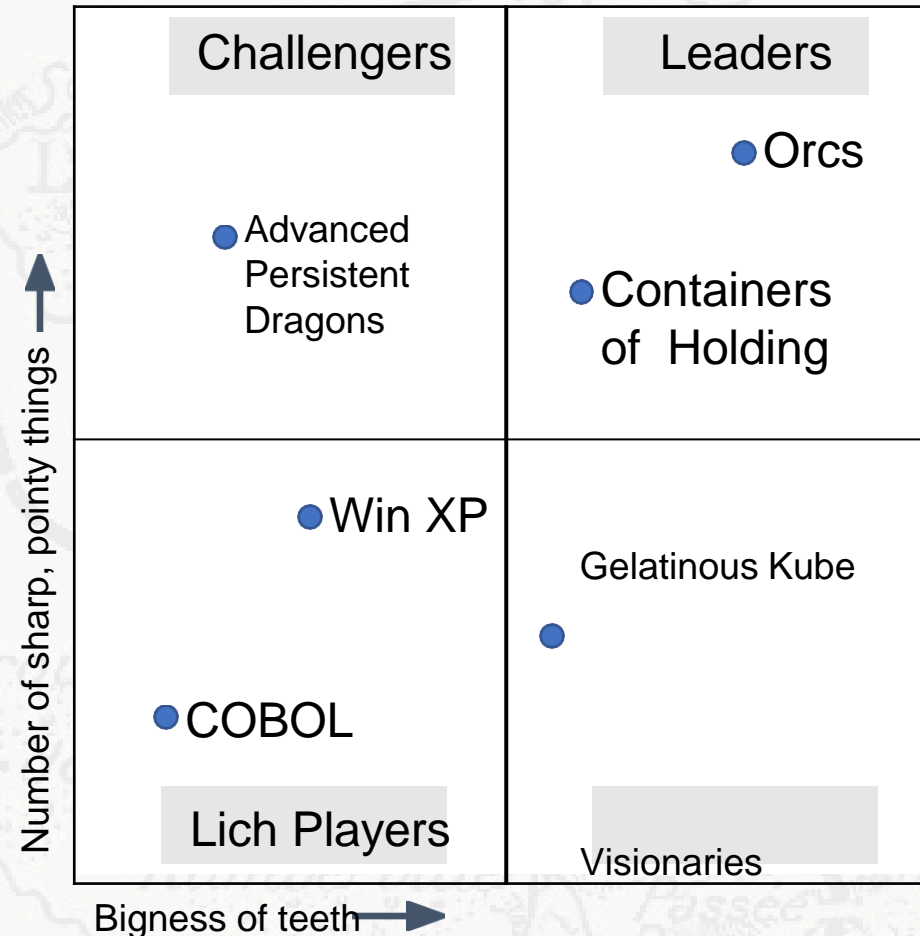 Challengers
Leaders
Orcs
Advanced
Persistent
Dragons
Containers
of Holding
Number of sharp, pointy things
Win XP
Gelatinous Kube
COBOL
Lich Players
Visionaries
Bigness of teeth